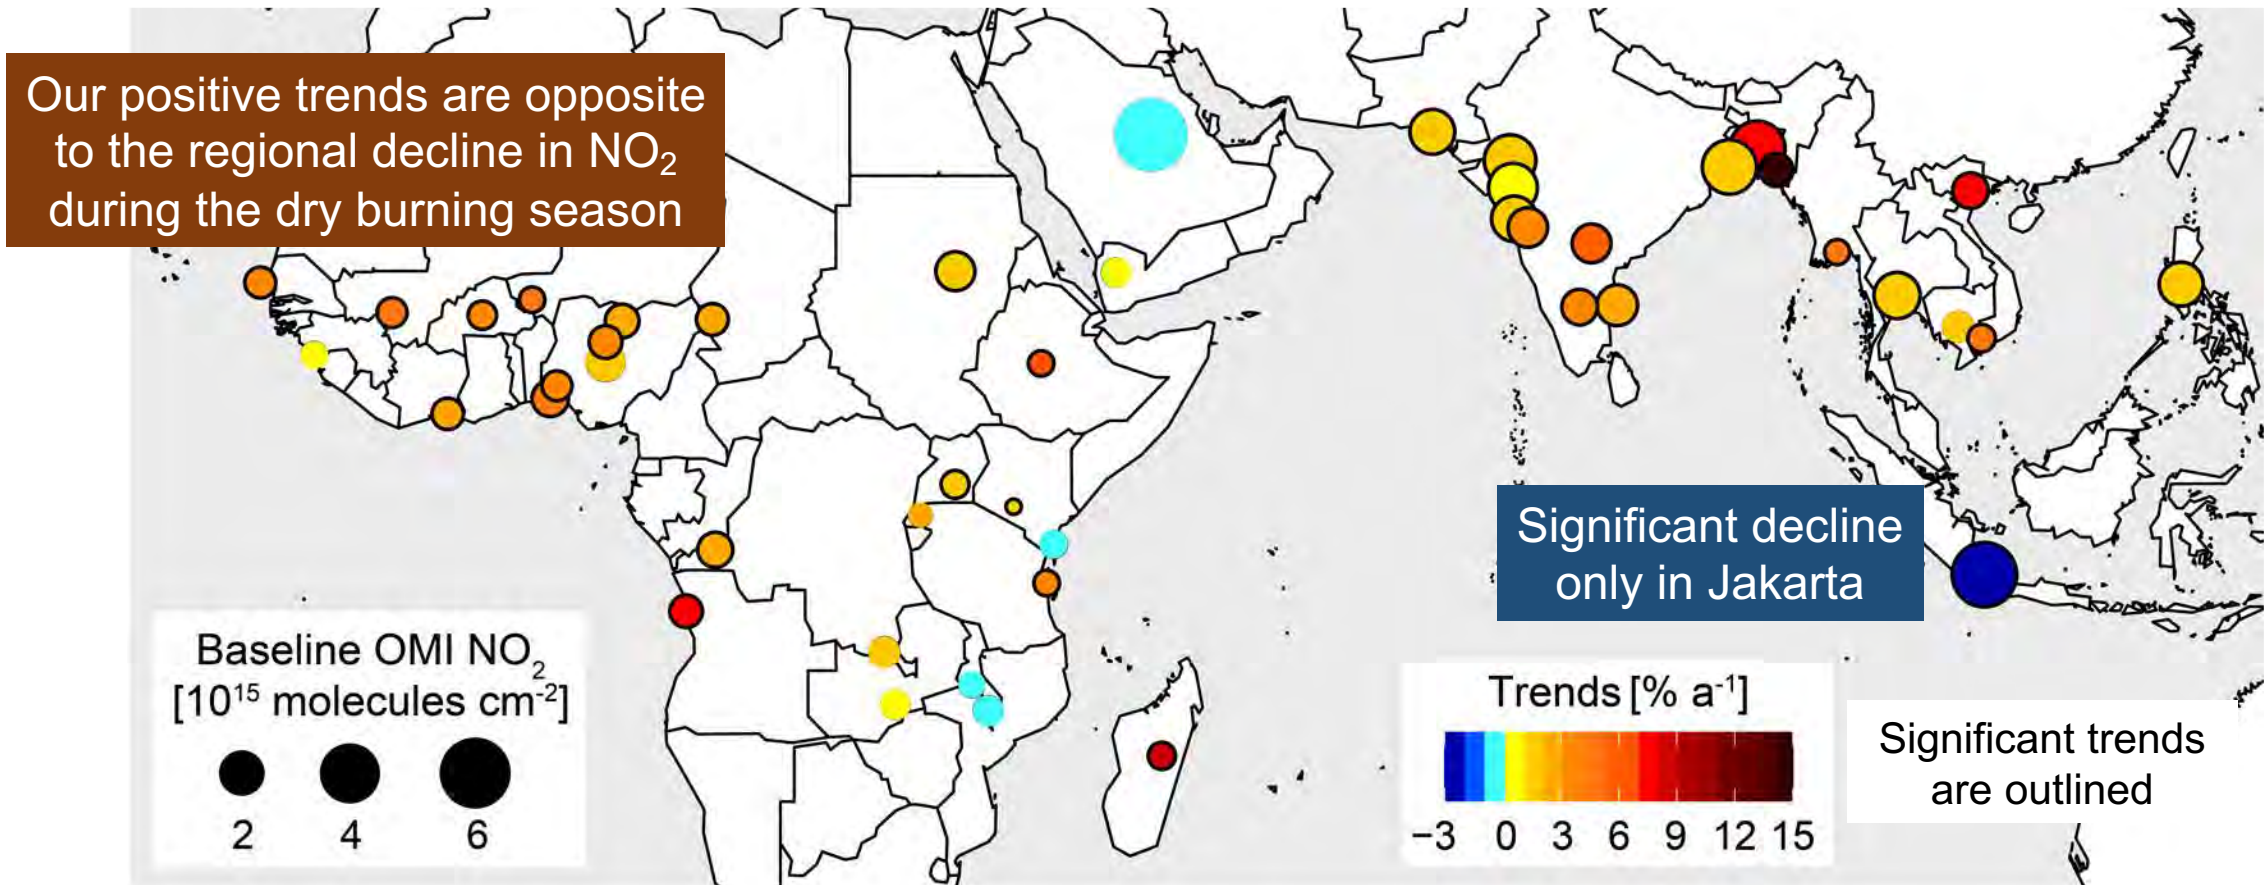 Our positive trends are opposite
to the regional decline in NO₂
during the dry burning season
Significant decline
only in Jakarta
Baseline OMI NO₂
[10¹⁵ molecules cm⁻²]
2 4 6
Trends [% a⁻¹]
−3 0 3 6 9 12 15
Significant trends
are outlined